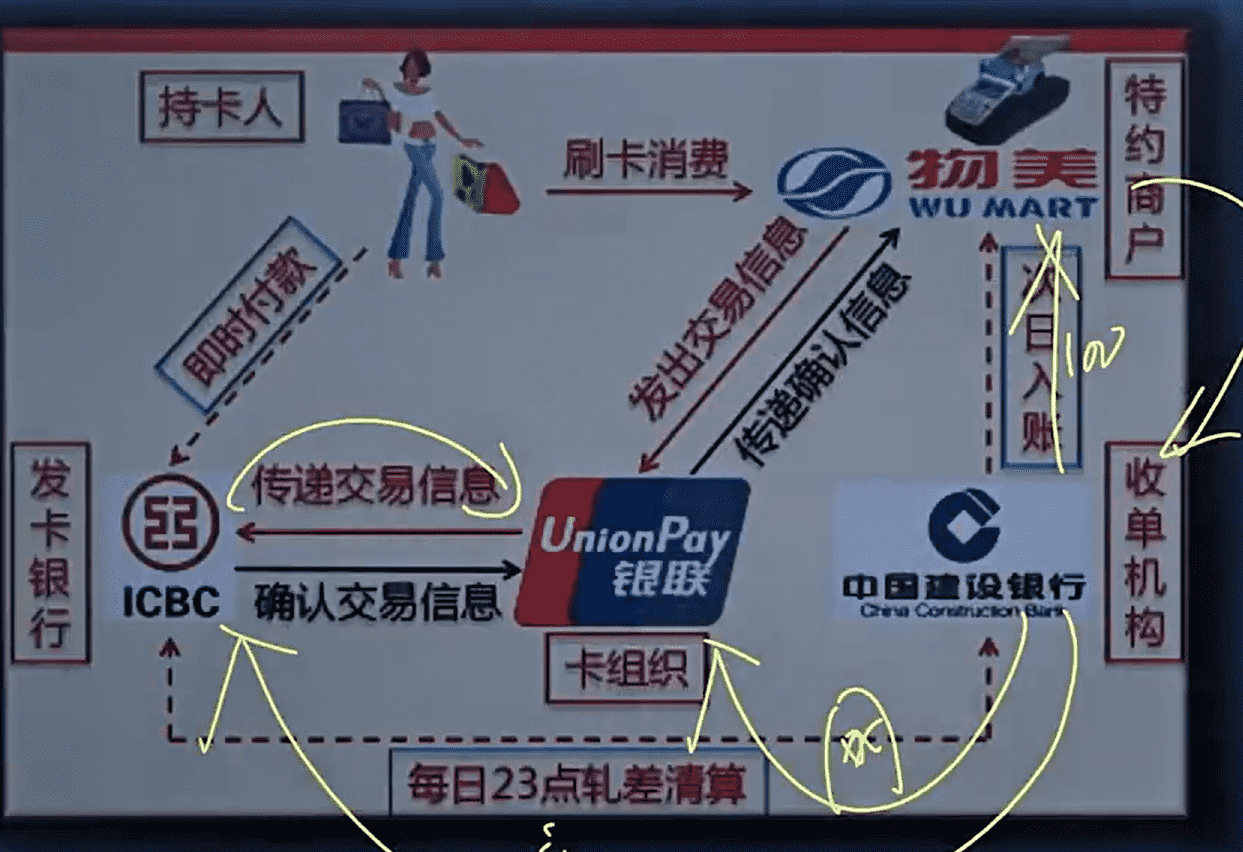 持卡人
刷卡消费
物美
WU MART
特约商户
即时付款
发出交易信息
传递确认信息
次日入账
100
发卡银行
ICBC
传递交易信息
确认交易信息
UnionPay
银联
卡组织
中国建设银行
China Construction Bank
收单机构
每日23点轧差清算